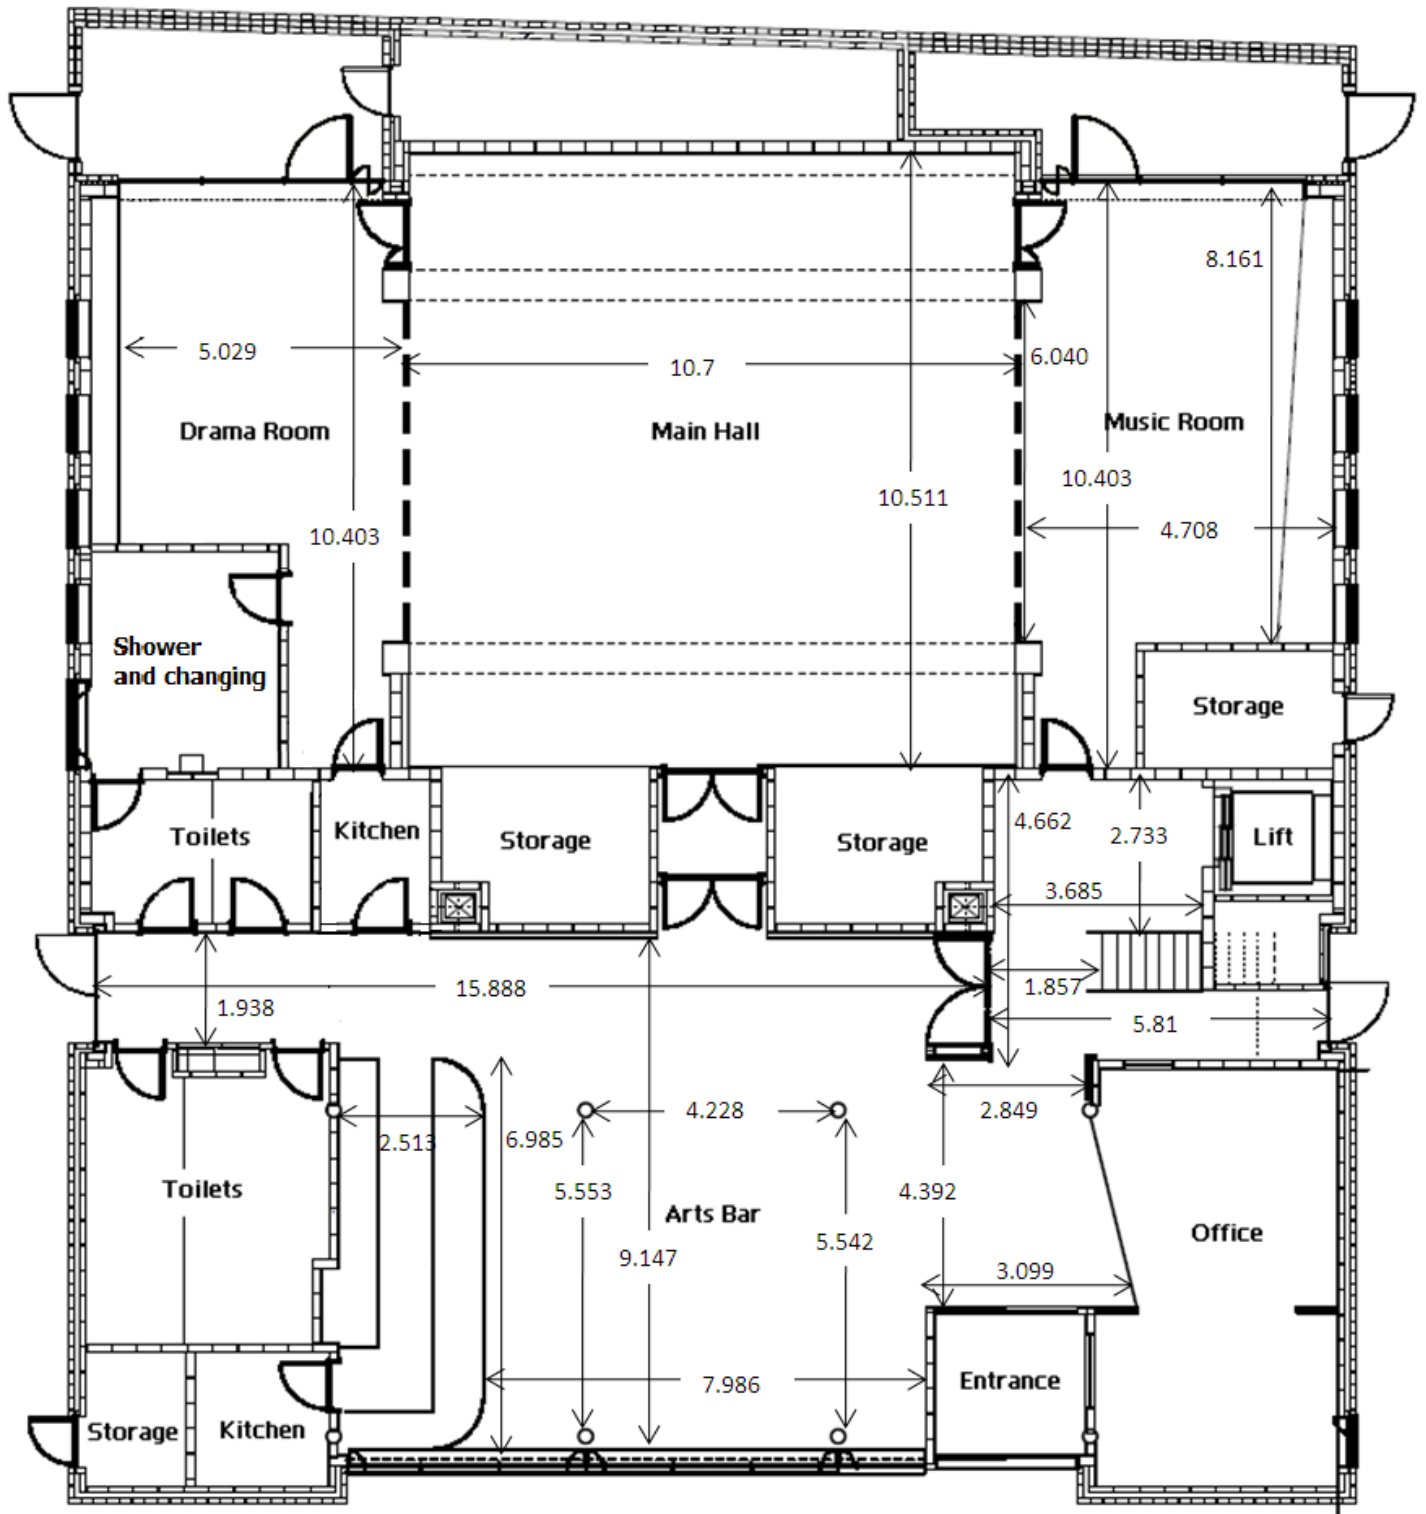 8.161
5.029
10.7
6.040
Drama Room
Main Hall
Music Room
10.403
10.511
10.403
4.708
Shower
and changing
Storage
Toilets
Kitchen
Storage
Storage
4.662
2.733
Lift
3.685
15.888
1.938
1.857
5.81
2.513
6.985
4.228
2.849
Toilets
5.553
4.392
Arts Bar
5.542
9.147
Office
3.099
7.986
Entrance
Storage
Kitchen